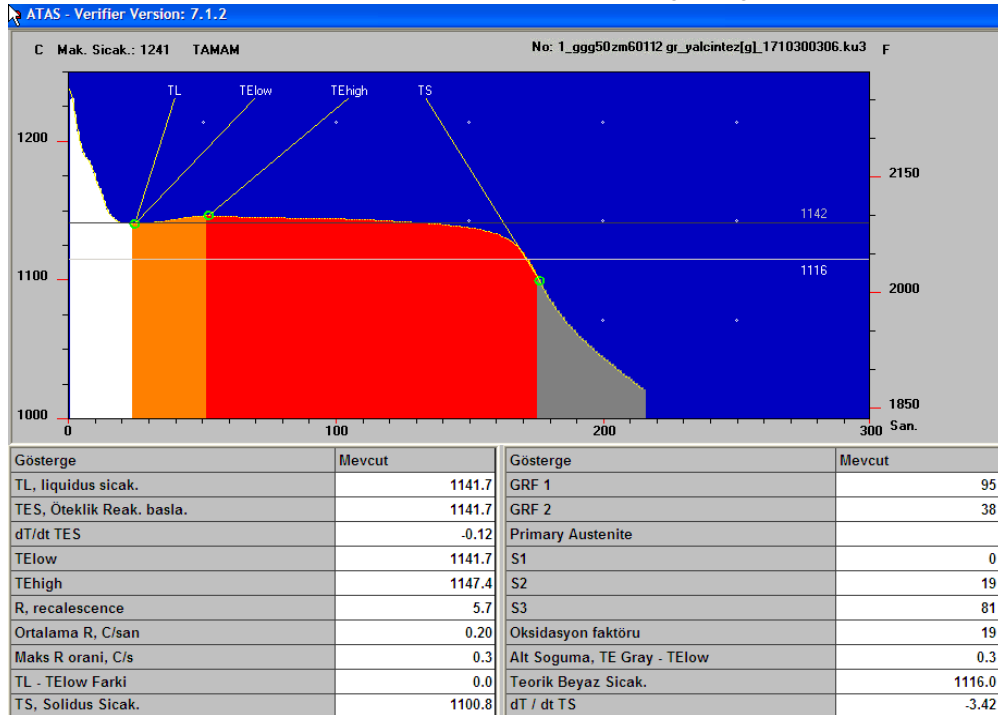 ATAS - Verifier Version: 7.1.2
C Mak. Sicak.: 1241 TAMAM No: 1_ggg50zm60112 gr_yalcintez[g]_1710300306.ku3 F
TL TElow TEhigh TS
1200
2150
1142
1116
1100
2000
1000
1850
0 100 200 300 San.
Gösterge Mevcut Gösterge Mevcut
TL, liquidus sicak. 1141.7 GRF 1 95
TES, Öteklik Reak. basla. 1141.7 GRF 2 38
dT/dt TES -0.12 Primary Austenite
TElow 1141.7 S1 0
TEhigh 1147.4 S2 19
R, recalescence 5.7 S3 81
Ortalama R, C/san 0.20 Oksidasyon faktöru 19
Maks R orani, C/s 0.3 Alt Soguma, TE Gray - TElow 0.3
TL - TElow Farki 0.0 Teorik Beyaz Sicak. 1116.0
TS, Solidus Sicak. 1100.8 dT / dt TS -3.42